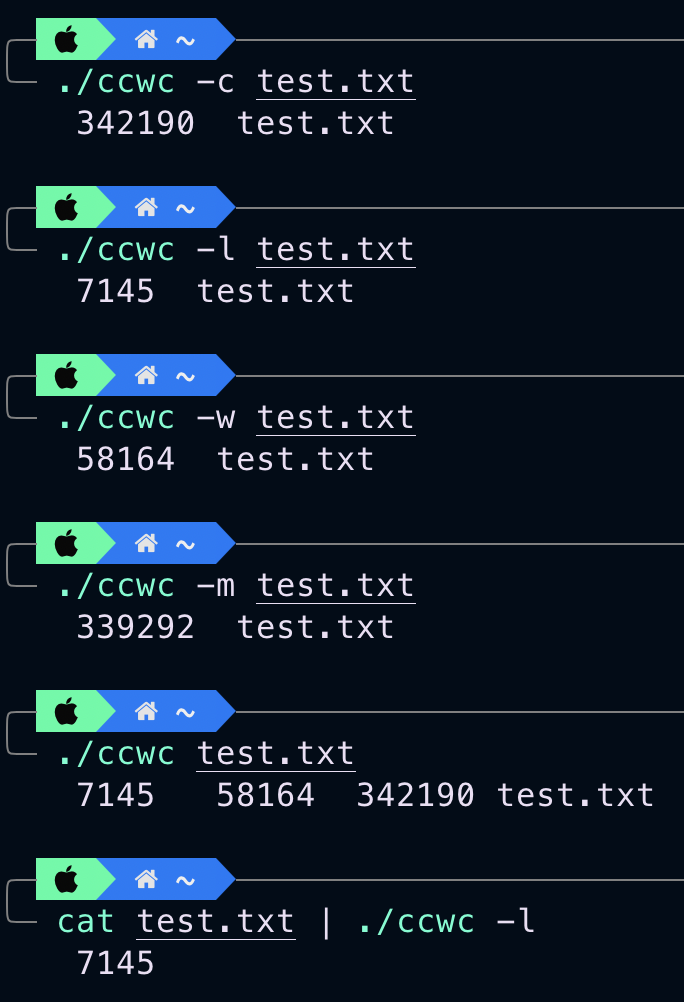 ~
./ccwc -c test.txt
342190 test.txt
~
./ccwc -l test.txt
7145 test.txt
~
./ccwc -w test.txt
58164 test.txt
~
./ccwc -m test.txt
339292 test.txt
~
./ccwc test.txt
7145 58164 342190 test.txt
~
cat test.txt | ./ccwc -l
7145